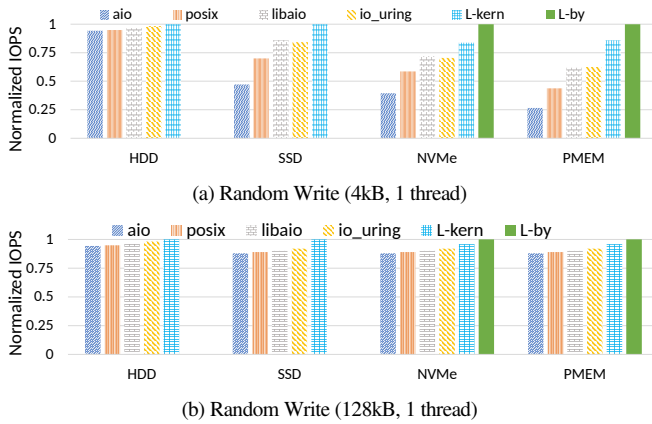 aio posix libaio io_uring L-kern L-by
Normalized IOPS
1
0.75
0.5
0.25
0
HDD SSD NVMe PMEM
(a) Random Write (4kB, 1 thread)
aio posix libaio io_uring L-kern L-by
Normalized IOPS
1
0.75
0.5
0.25
0
HDD SSD NVMe PMEM
(b) Random Write (128kB, 1 thread)